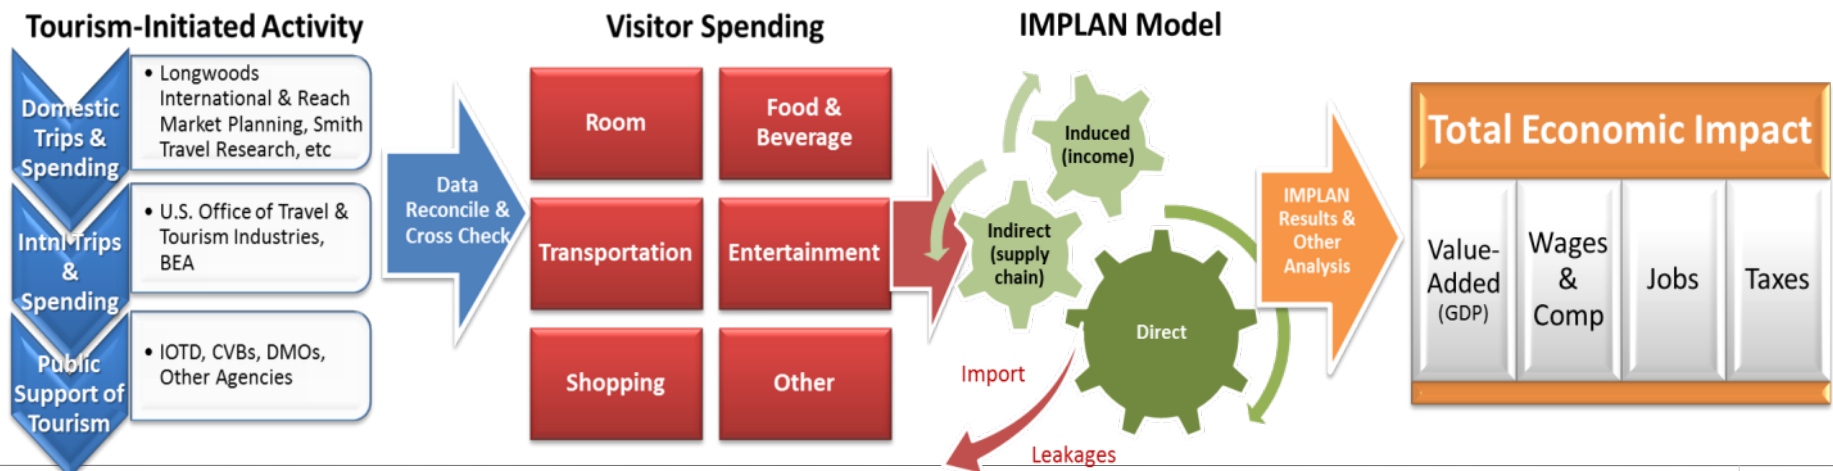 Tourism-Initiated Activity
Domestic
Trips &
Spending
• Longwoods
International & Reach
Market Planning, Smith
Travel Research, etc
Intnl Trips
&
Spending
• U.S. Office of Travel &
Tourism Industries,
BEA
Public
Support of
Tourism
• IOTD, CVBs, DMOs,
Other Agencies
Data
Reconcile &
Cross Check
Visitor Spending
Room
Food &
Beverage
Transportation
Entertainment
Shopping
Other
IMPLAN Model
Induced
(income)
Indirect
(supply
chain)
Direct
Import
Leakages
IMPLAN
Results &
Other
Analysis
Total Economic Impact
Value-
Added
(GDP)
Wages
&
Comp
Jobs
Taxes